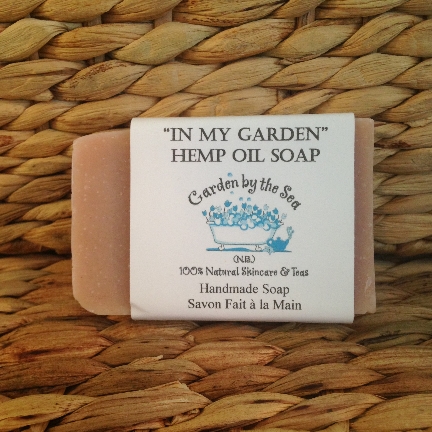 "IN MY GARDEN"
HEMP OIL SOAP
Garden by the Sea
(N.B.)
100% Natural Skincare & Teas
Handmade Soap
Savon Fait à la Main